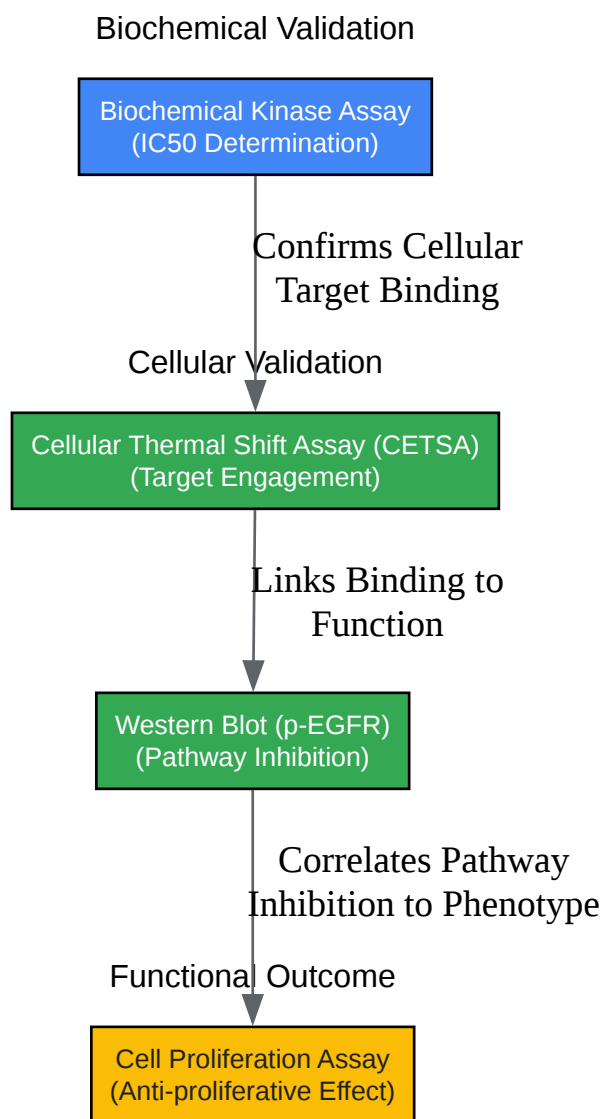 Biochemical Validation
Biochemical Kinase Assay
(IC50 Determination)
Confirms Cellular
Target Binding
Cellular Validation
Cellular Thermal Shift Assay (CETSA)
(Target Engagement)
Links Binding to
Function
Western Blot (p-EGFR)
(Pathway Inhibition)
Correlates Pathway
Inhibition to Phenotype
Functional Outcome
Cell Proliferation Assay
(Anti-proliferative Effect)